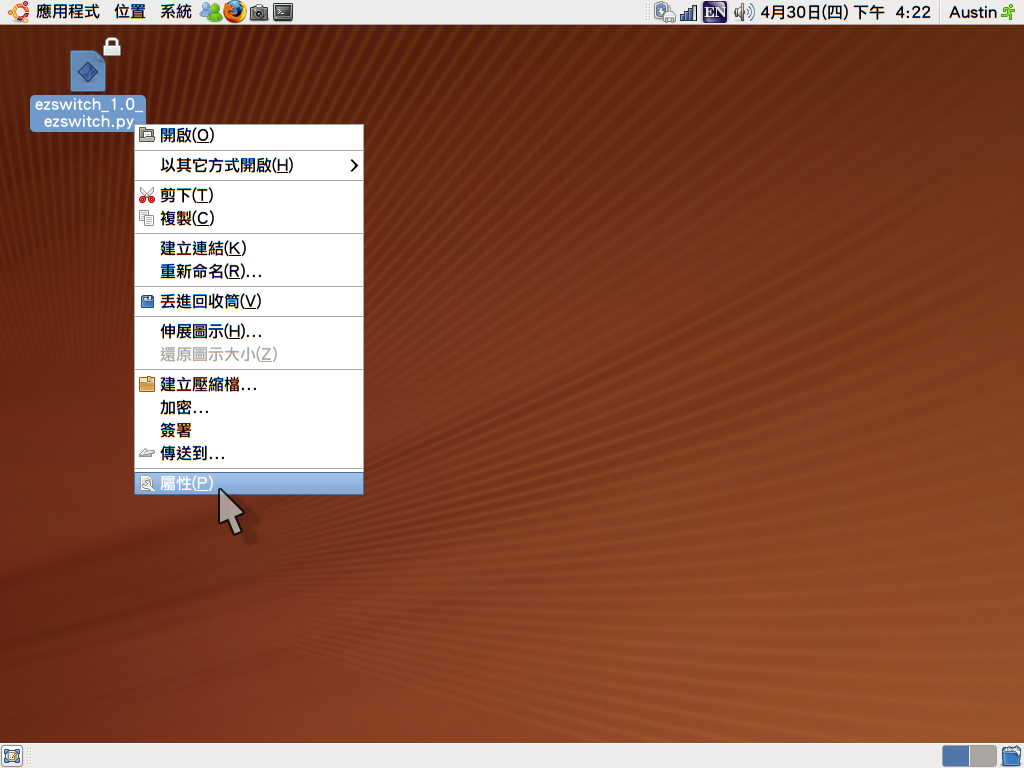 應用程式 位置 系統 EN 4月30日(四) 下午 4:22 Austin
ezswitch_1.0_
ezswitch.py
開啟(O)
以其它方式開啟(H)
剪下(T)
複製(C)
建立連結(K)
重新命名(R)...
丟進回收筒(V)
伸展圖示(H)...
還原圖示大小(Z)
建立壓縮檔...
加密...
簽署
傳送到...
屬性(P)